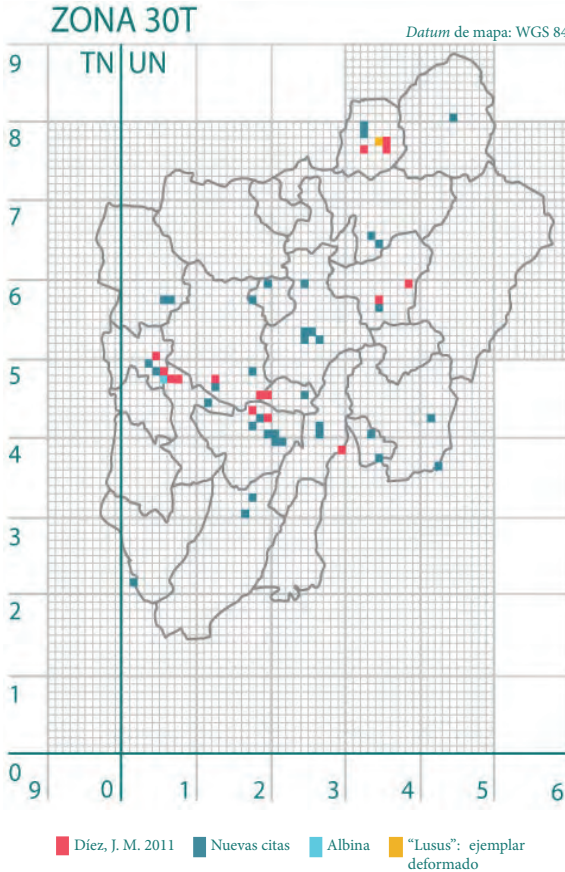 ZONA 30T
Datum de mapa: WGS 84
TN UN
9
8
7
6
5
4
3
2
1
0
9 0 1 2 3 4 5 6
Díez, J. M. 2011 Nuevas citas Albina "Lusus": ejemplar
deformado